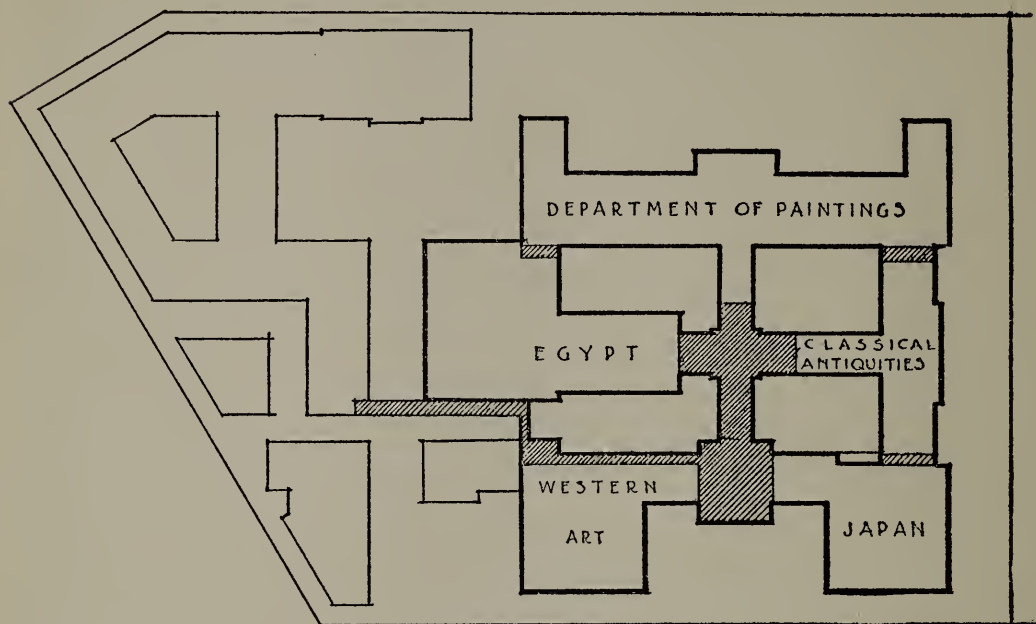 DEPARTMENT OF PAINTINGS
EGYPT
CLASSICAL
ANTIQUITIES
WESTERN
ART
JAPAN